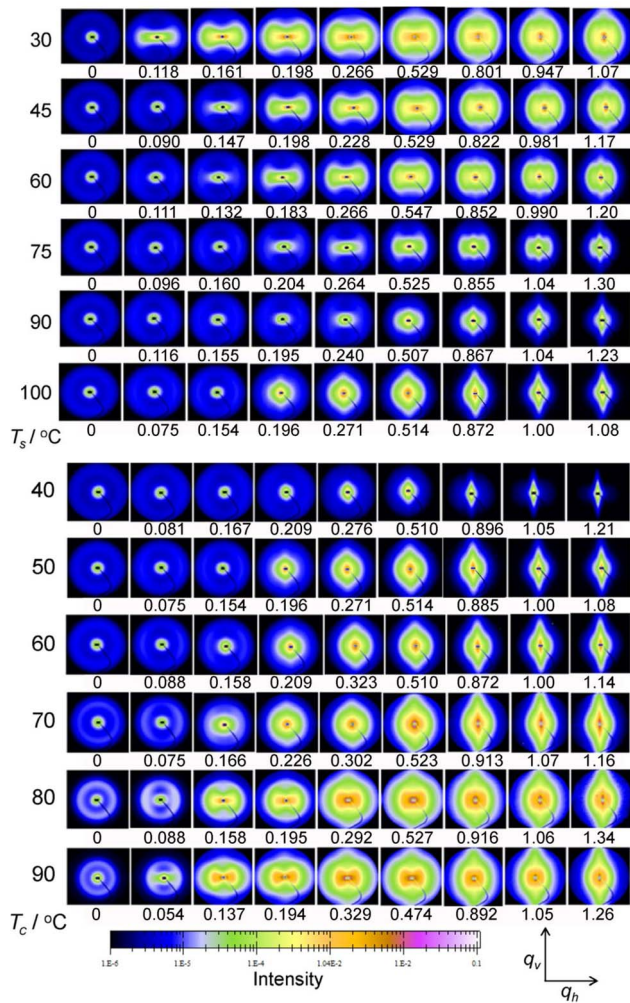 30
0 0.118 0.161 0.198 0.266 0.529 0.801 0.947 1.07
45
0 0.090 0.147 0.198 0.228 0.529 0.822 0.981 1.17
60
0 0.111 0.132 0.183 0.266 0.547 0.852 0.990 1.20
75
0 0.096 0.160 0.204 0.264 0.525 0.855 1.04 1.30
90
0 0.116 0.155 0.195 0.240 0.507 0.867 1.04 1.23
100
0 0.075 0.154 0.196 0.271 0.514 0.872 1.00 1.08
Ts / °C
40
0 0.081 0.167 0.209 0.276 0.510 0.896 1.05 1.21
50
0 0.075 0.154 0.196 0.271 0.514 0.885 1.00 1.08
60
0 0.088 0.158 0.209 0.323 0.510 0.872 1.00 1.14
70
0 0.075 0.166 0.226 0.302 0.523 0.913 1.07 1.16
80
0 0.088 0.158 0.195 0.292 0.527 0.916 1.06 1.34
90
0 0.054 0.137 0.194 0.329 0.474 0.892 1.05 1.26
Tc / °C
1.E-6 1.E-5 1.E-4 1.04E-2 1.E-2 0.1
Intensity
qv
qh